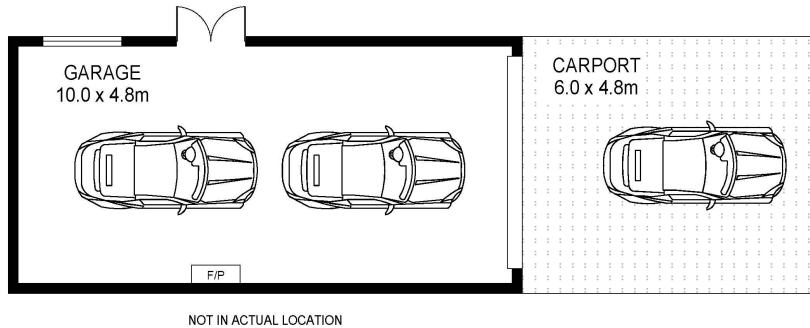 GARAGE
10.0 x 4.8m
CARPORT
6.0 x 4.8m
F/P
NOT IN ACTUAL LOCATION